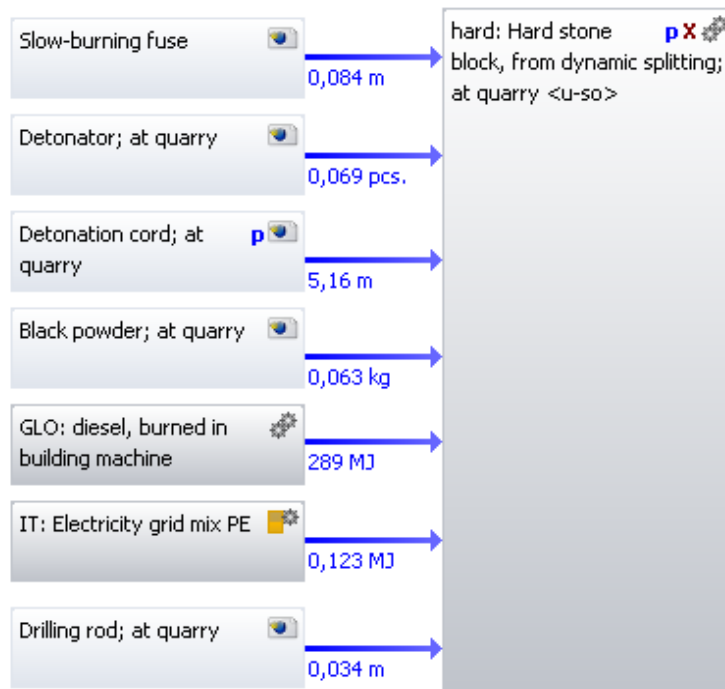 Slow-burning fuse
0,084 m
Detonator; at quarry
0,069 pcs.
Detonation cord; at p
quarry
5,16 m
Black powder; at quarry
0,063 kg
GLO: diesel, burned in
building machine
289 MJ
IT: Electricity grid mix PE
0,123 MJ
Drilling rod; at quarry
0,034 m
hard: Hard stone p X
block, from dynamic splitting;
at quarry <u-so>